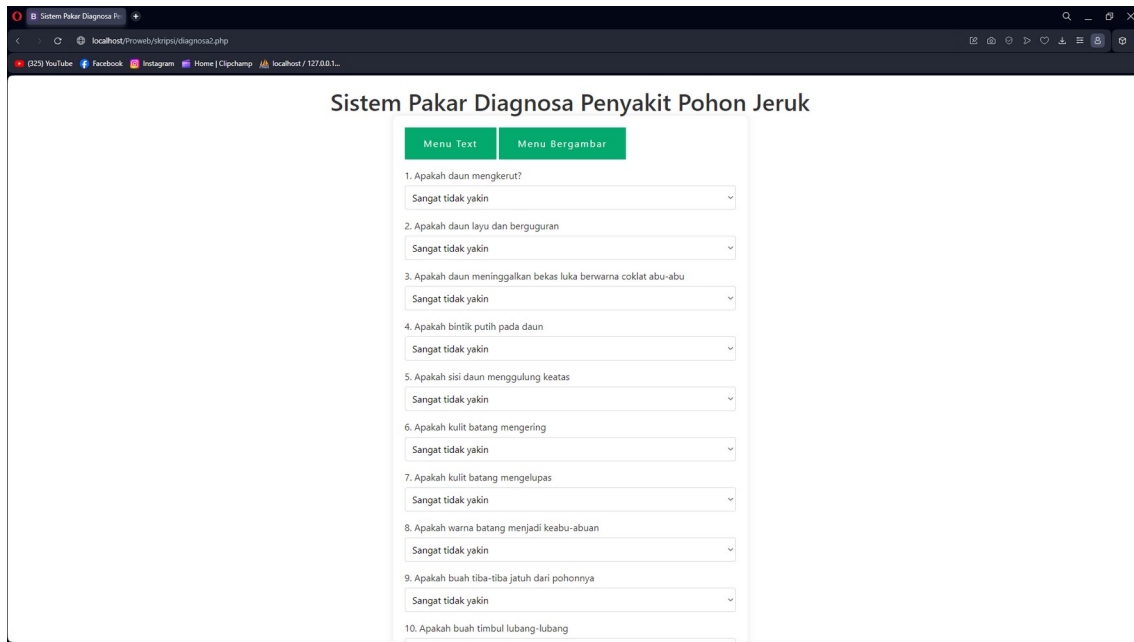 B Sistem Pakar Diagnosa Pe
localhost/Proweb/skripsi/diagnosa2.php
(325) YouTube Facebook Instagram Home | Clipchamp localhost / 127.0.0.1...
Sistem Pakar Diagnosa Penyakit Pohon Jeruk
Menu Text Menu Bergambar
1. Apakah daun mengkerut?
Sangat tidak yakin
2. Apakah daun layu dan berguguran
Sangat tidak yakin
3. Apakah daun meninggalkan bekas luka berwarna coklat abu-abu
Sangat tidak yakin
4. Apakah bintik putih pada daun
Sangat tidak yakin
5. Apakah sisi daun menggulung keatas
Sangat tidak yakin
6. Apakah kulit batang mengering
Sangat tidak yakin
7. Apakah kulit batang mengelupas
Sangat tidak yakin
8. Apakah warna batang menjadi keabu-abuan
Sangat tidak yakin
9. Apakah buah tiba-tiba jatuh dari pohonnya
Sangat tidak yakin
10. Apakah buah timbul lubang-lubang